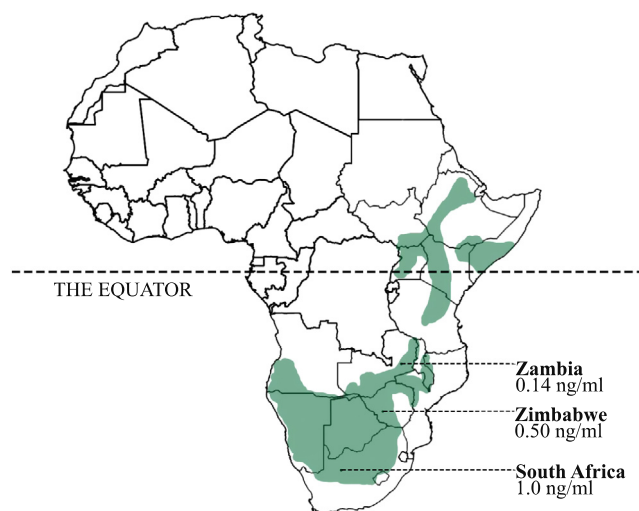 THE EQUATOR
Zambia
0.14 ng/ml
Zimbabwe
0.50 ng/ml
South Africa
1.0 ng/ml